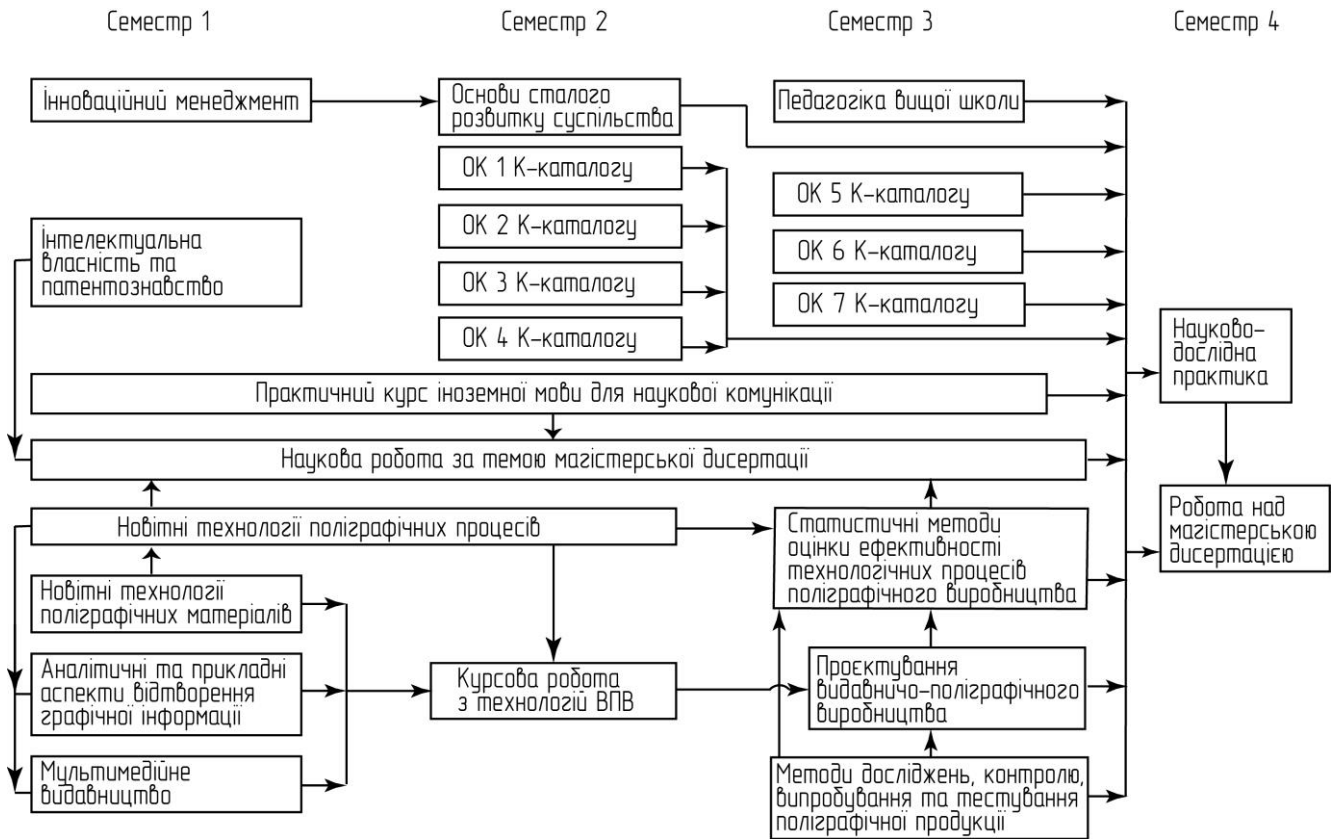 Семестр 1
Семестр 2
Семестр 3
Семестр 4
Інноваційний менеджмент
Основи сталого
розвитку суспільства
Педагогіка вищої школи
ОК 1 К-каталогу
ОК 5 К-каталогу
Інтелектуальна
власність та
патентознавство
ОК 2 К-каталогу
ОК 6 К-каталогу
ОК 3 К-каталогу
ОК 7 К-каталогу
ОК 4 К-каталогу
Науково-
дослідна
практика
Практичний курс іноземної мови для наукової комунікації
Наукова робота за темою магістерської дисертації
Новітні технології поліграфічних процесів
Статистичні методи
оцінки ефективності
технологічних процесів
поліграфічного виробництва
Робота над
магістерською
дисертацією
Новітні технології
поліграфічних матеріалів
Аналітичні та прикладні
аспекти відтворення
графічної інформації
Курсова робота
з технологій ВПВ
Проєктування
видавничо-поліграфічного
виробництва
Мультимедійне
видавництво
Методи досліджень, контролю,
випробування та тестування
поліграфічної продукції